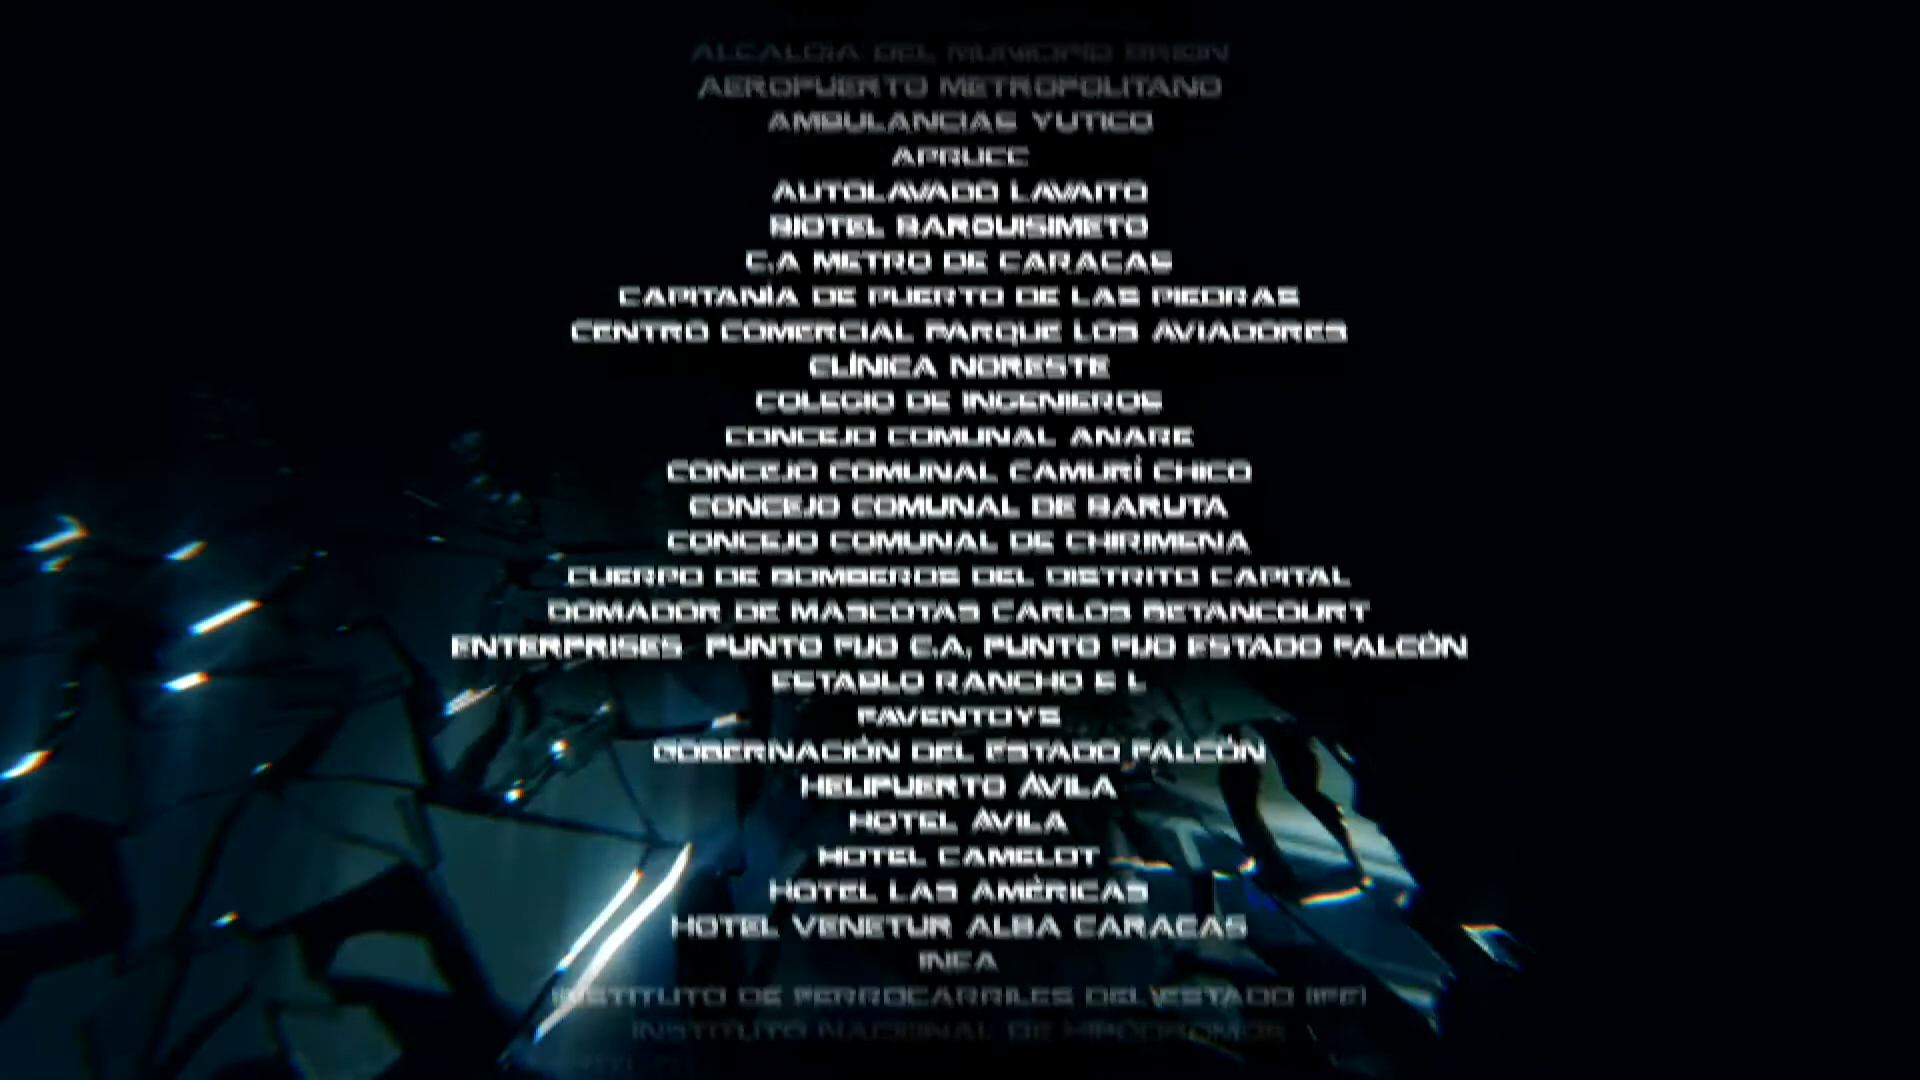 ALCALDIA DEL MUNICIPIO BRION
AEROPUERTO METROPOLITANO
AMBULANCIAS YUTICO
APRUCC
AUTOLAVADO LAVAITO
BIOTEL BARQUISIMETO
C.A METRO DE CARACAS
CAPITANÍA DE PUERTO DE LAS PIEDRAS
CENTRO COMERCIAL PARQUE LOS AVIADORES
CLÍNICA NORESTE
COLEGIO DE INGENIEROS
CONCEJO COMUNAL ANARE
CONCEJO COMUNAL CAMURÍ CHICO
CONCEJO COMUNAL DE BARUTA
CONCEJO COMUNAL DE CHIRIMENA
CUERPO DE BOMBEROS DEL DISTRITO CAPITAL
DOMADOR DE MASCOTAS CARLOS BETANCOURT
ENTERPRISES PUNTO FIJO C.A, PUNTO FIJO ESTADO FALCÓN
ESTABLO RANCHO E L
FAVENTOYS
GOBERNACIÓN DEL ESTADO FALCÓN
HELIPUERTO ÁVILA
HOTEL ÁVILA
HOTEL CAMELOT
HOTEL LAS AMÉRICAS
HOTEL VENETUR ALBA CARACAS
INEA
INSTITUTO DE FERROCARRILES DEL ESTADO (IFE)
INSTITUTO NACIONAL DE HIPÓDROMOS